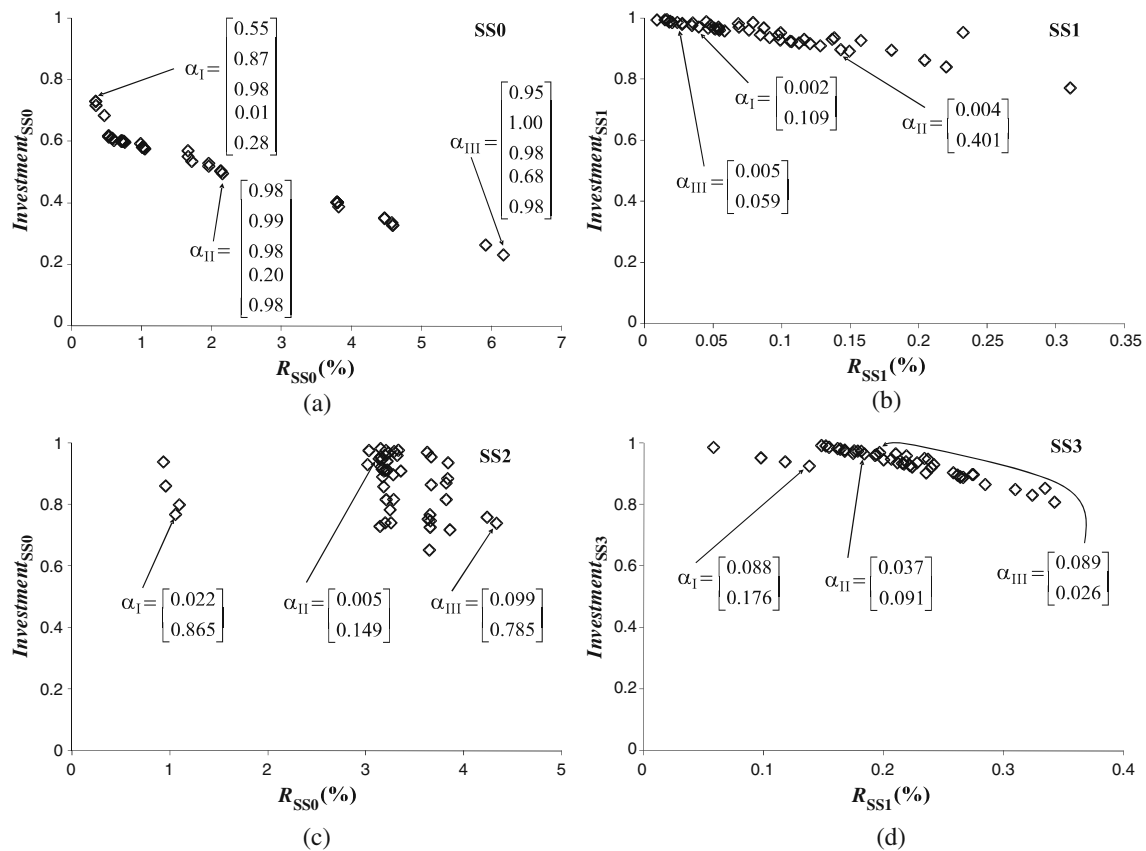 SS0
Investment_SS0
1
0.8
0.6
0.4
0.2
0
α_I = [0.55 0.87 0.98 0.01 0.28]
α_II = [0.98 0.99 0.98 0.20 0.98]
α_III = [0.95 1.00 0.98 0.68 0.98]
0 1 2 3 4 5 6 7
R_SS0(%)
(a)
SS1
Investment_SS1
1
0.8
0.6
0.4
0.2
0
α_I = [0.002 0.109]
α_II = [0.004 0.401]
α_III = [0.005 0.059]
0 0.05 0.1 0.15 0.2 0.25 0.3 0.35
R_SS1(%)
(b)
SS2
Investment_SS0
1
0.8
0.6
0.4
0.2
0
α_I = [0.022 0.865]
α_II = [0.005 0.149]
α_III = [0.099 0.785]
0 1 2 3 4 5
R_SS0(%)
(c)
SS3
Investment_SS3
1
0.8
0.6
0.4
0.2
0
α_I = [0.088 0.176]
α_II = [0.037 0.091]
α_III = [0.089 0.026]
0 0.1 0.2 0.3 0.4
R_SS1(%)
(d)